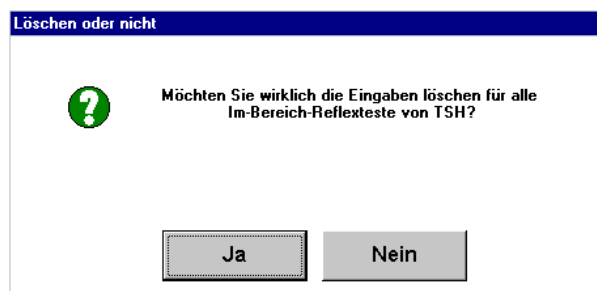 Löschen oder nicht
Möchten Sie wirklich die Eingaben löschen für alle
Im-Bereich-Reflexteste von TSH?
Ja
Nein